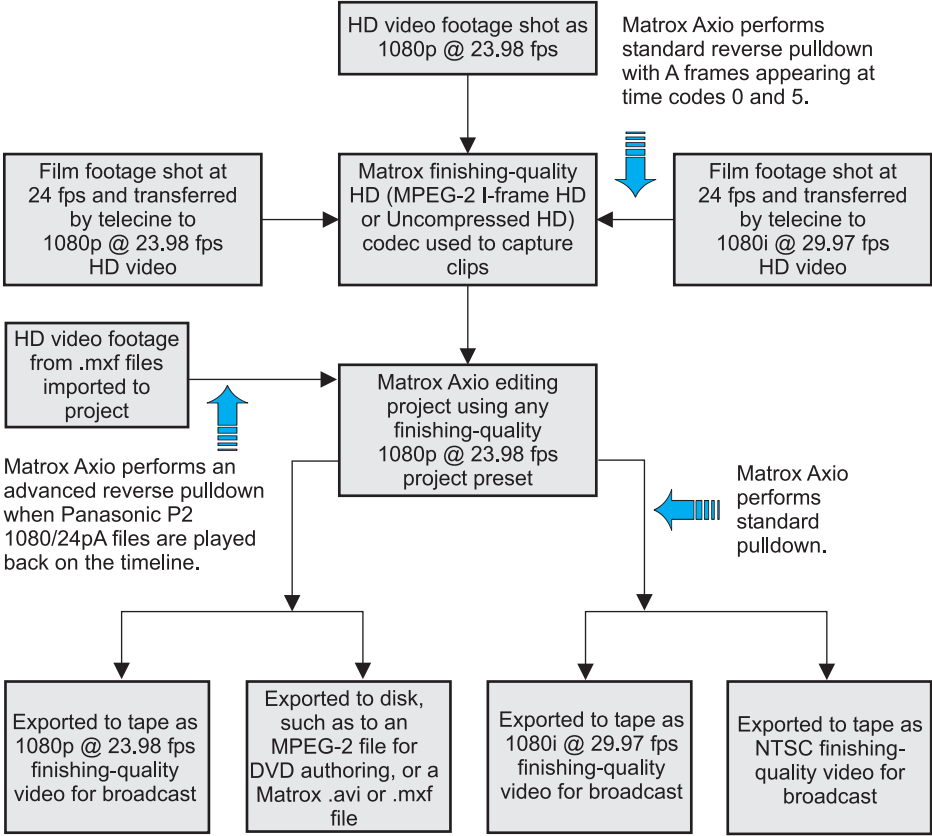 HD video footage shot as
1080p @ 23.98 fps
Matrox Axio performs
standard reverse pulldown
with A frames appearing at
time codes 0 and 5.
Film footage shot at
24 fps and transferred
by telecine to
1080p @ 23.98 fps
HD video
Matrox finishing-quality
HD (MPEG-2 I-frame HD
or Uncompressed HD)
codec used to capture
clips
Film footage shot at
24 fps and transferred
by telecine to
1080i @ 29.97 fps
HD video
HD video footage
from .mxf files
imported to
project
Matrox Axio editing
project using any
finishing-quality
1080p @ 23.98 fps
project preset
Matrox Axio performs an
advanced reverse pulldown
when Panasonic P2
1080/24pA files are played
back on the timeline.
Matrox Axio
performs
standard
pulldown.
Exported to tape as
1080p @ 23.98 fps
finishing-quality
video for broadcast
Exported to disk,
such as to an
MPEG-2 file for
DVD authoring, or a
Matrox .avi or .mxf
file
Exported to tape as
1080i @ 29.97 fps
finishing-quality
video for broadcast
Exported to tape as
NTSC finishing-
quality video for
broadcast